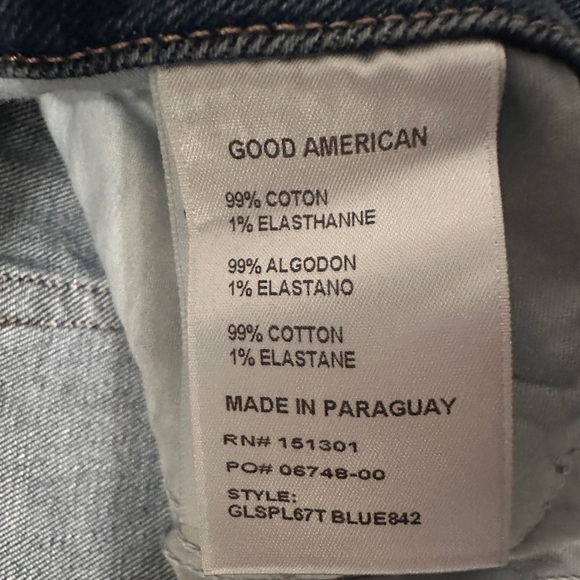 GOOD AMERICAN
99% COTON
1% ELASTHANNE
99% ALGODON
1% ELASTANO
99% COTTON
1% ELASTANE
MADE IN PARAGUAY
RN# 151301
PO# 06748-00
STYLE:
GLSPL67T BLUE842